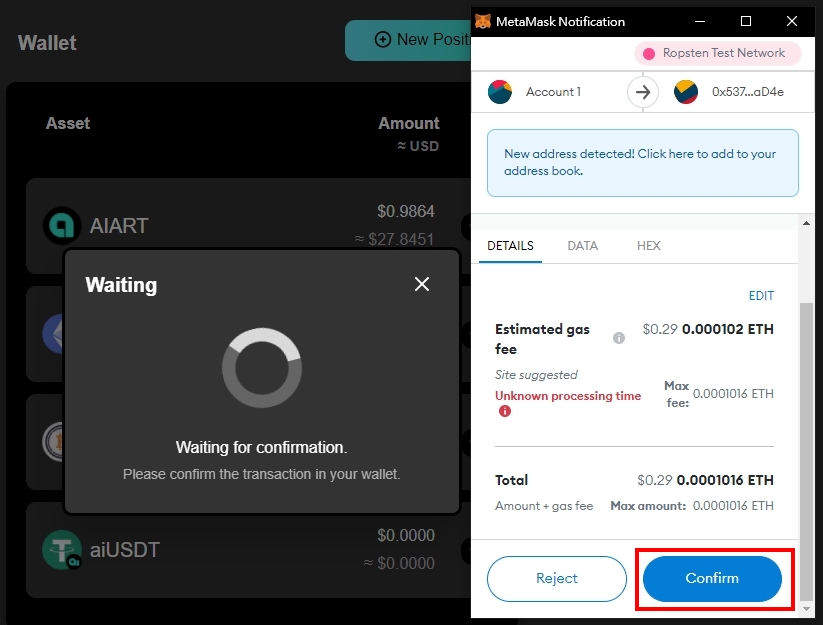 Wallet
New Positi
Asset
Amount
≈ USD
AIART
$0.9864
≈ $27.8451
Waiting
Waiting for confirmation.
Please confirm the transaction in your wallet.
aiUSDT
$0.0000
≈ $0.0000
MetaMask Notification
Ropsten Test Network
Account 1
0x537...aD4e
New address detected! Click here to add to your
address book.
DETAILS
DATA
HEX
EDIT
Estimated gas
fee
$0.29 0.000102 ETH
Site suggested
Unknown processing time
Max
fee:
0.0001016 ETH
Total
$0.29 0.0001016 ETH
Amount + gas fee
Max amount: 0.0001016 ETH
Reject
Confirm